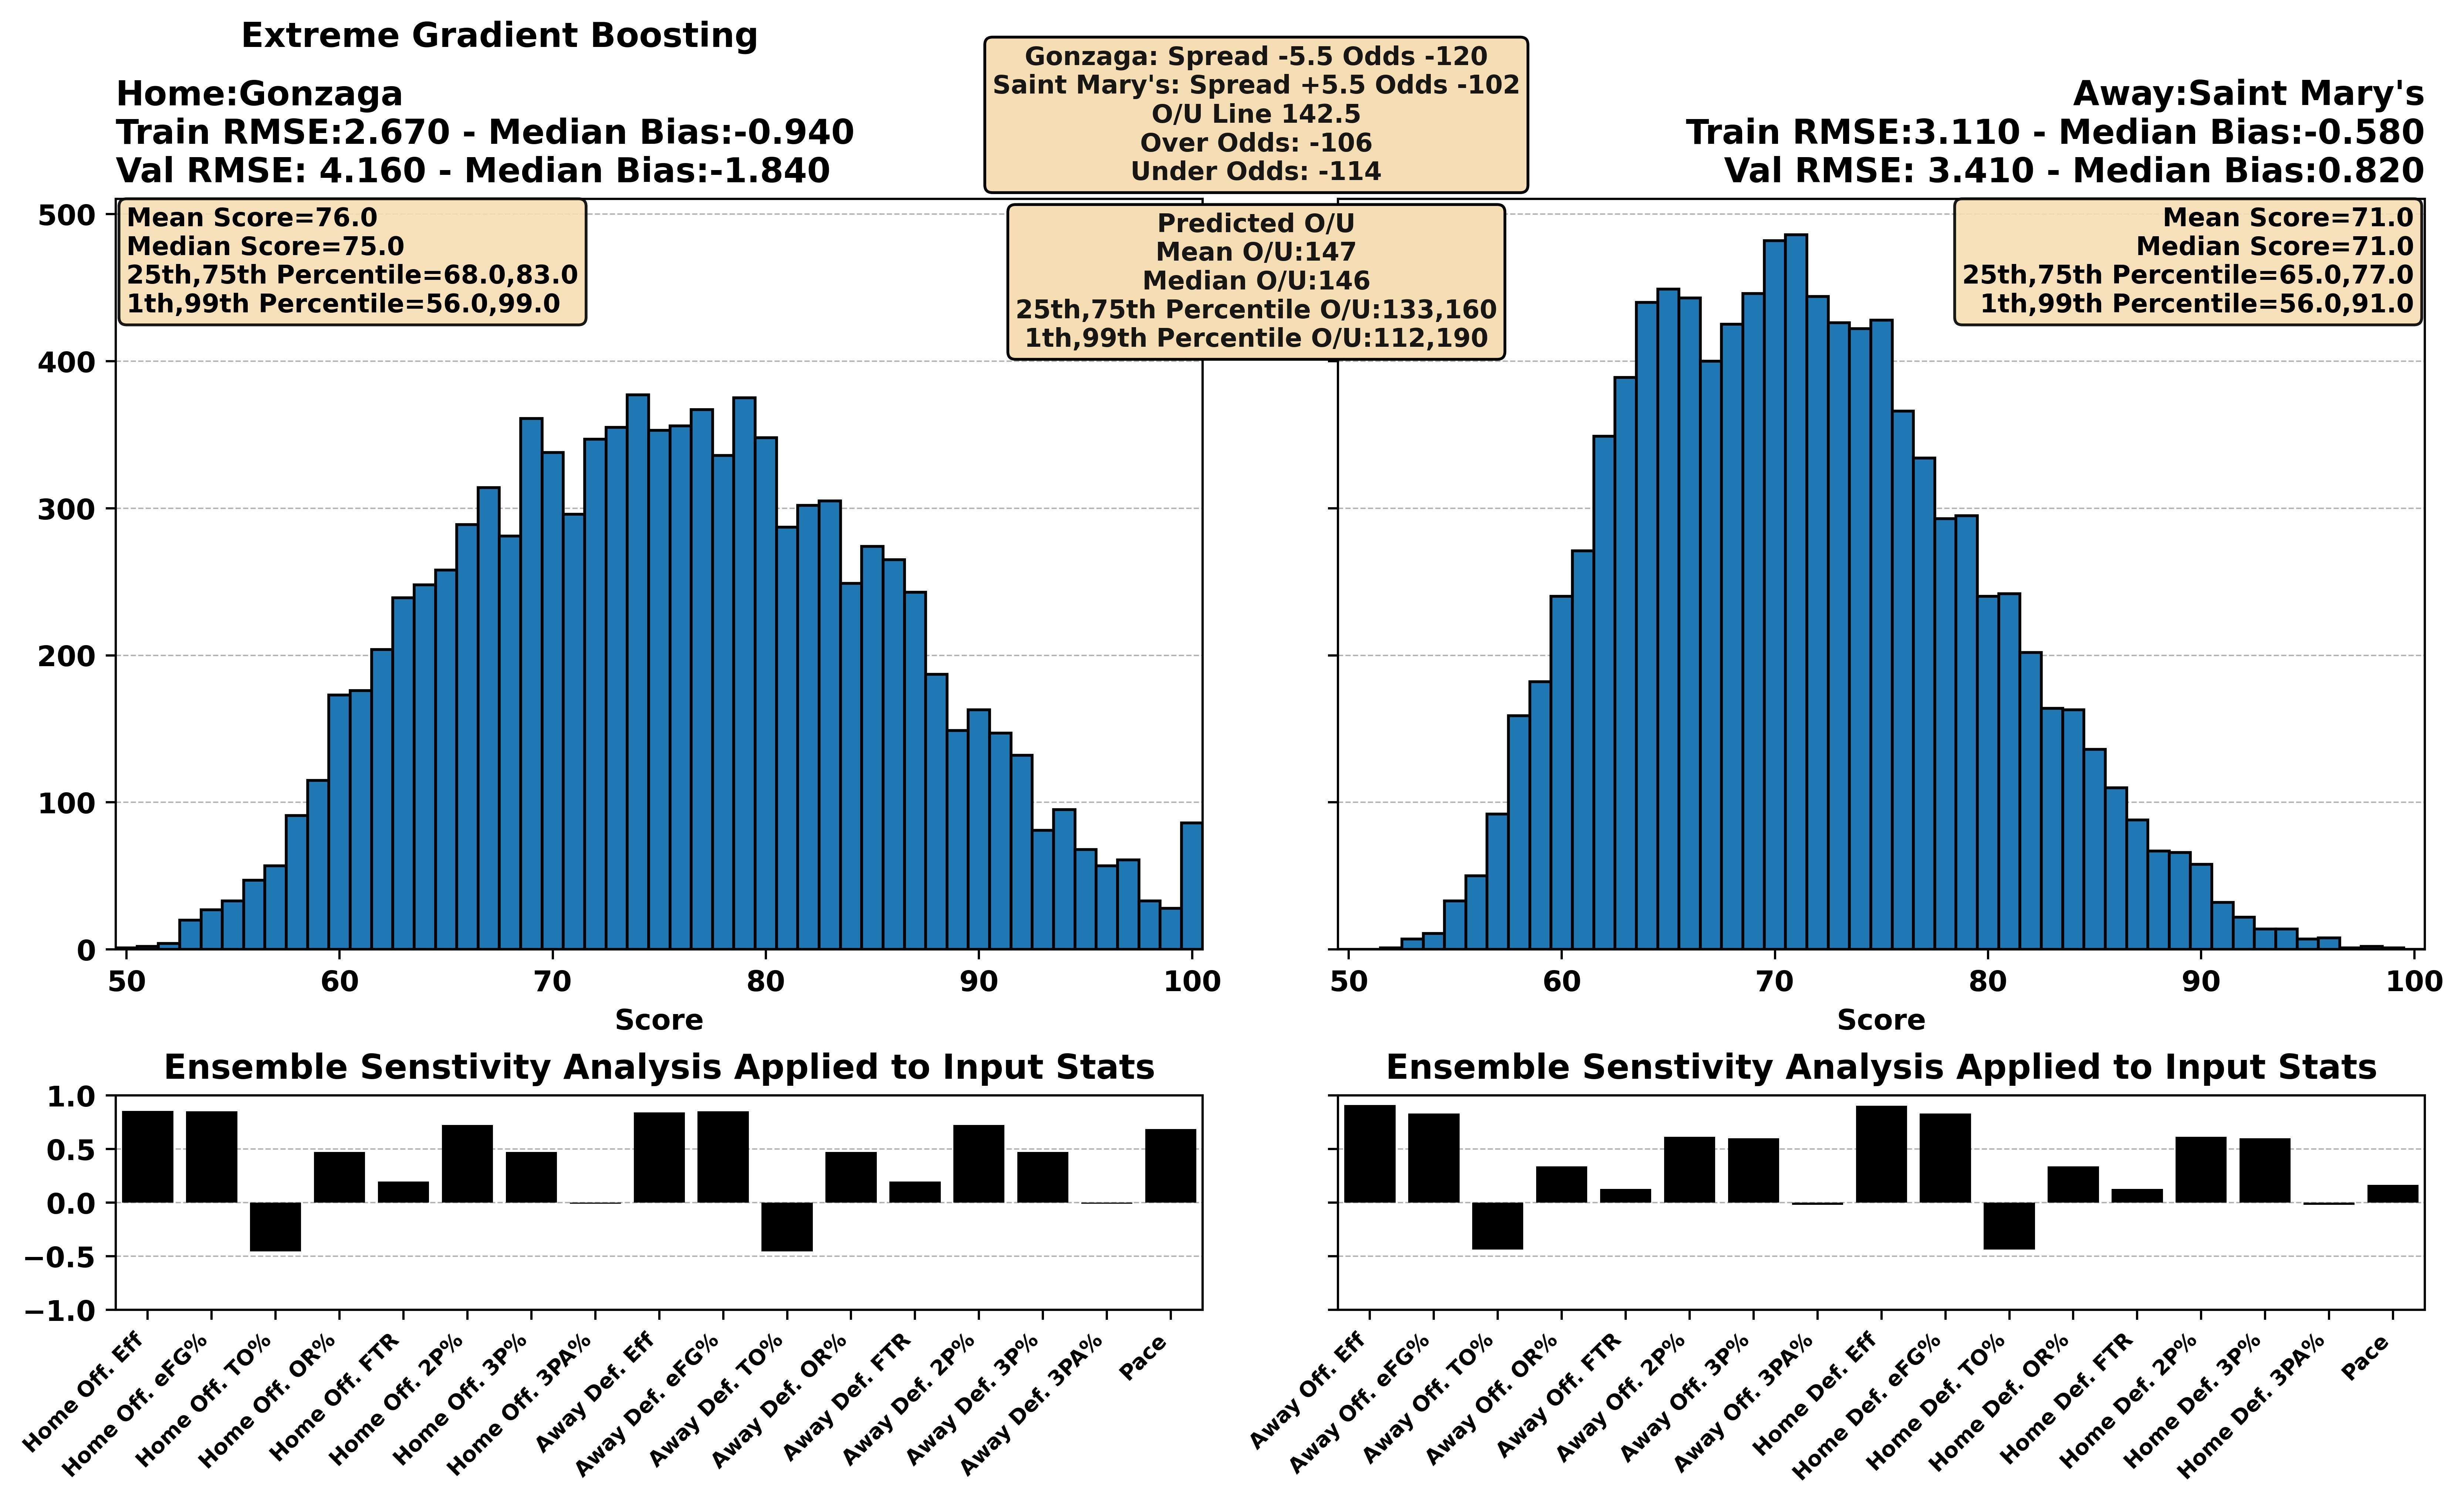 Extreme Gradient Boosting
Home:Gonzaga
Train RMSE:2.670 - Median Bias:-0.940
Val RMSE: 4.160 - Median Bias:-1.840
Gonzaga: Spread -5.5 Odds -120
Saint Mary's: Spread +5.5 Odds -102
O/U Line 142.5
Over Odds: -106
Under Odds: -114
Away:Saint Mary's
Train RMSE:3.110 - Median Bias:-0.580
Val RMSE: 3.410 - Median Bias:0.820
Mean Score=76.0
Median Score=75.0
25th,75th Percentile=68.0,83.0
1th,99th Percentile=56.0,99.0
Predicted O/U
Mean O/U:147
Median O/U:146
25th,75th Percentile O/U:133,160
1th,99th Percentile O/U:112,190
Mean Score=71.0
Median Score=71.0
25th,75th Percentile=65.0,77.0
1th,99th Percentile=56.0,91.0
500
400
300
200
100
0
50 60 70 80 90 100
Score
50 60 70 80 90 100
Score
Ensemble Senstivity Analysis Applied to Input Stats
1.0
0.5
0.0
−0.5
−1.0
Home Off. Eff
Home Off. eFG%
Home Off. TO%
Home Off. OR%
Home Off. FTR
Home Off. 2P%
Home Off. 3P%
Home Off. 3PA%
Away Def. Eff
Away Def. eFG%
Away Def. TO%
Away Def. OR%
Away Def. FTR
Away Def. 2P%
Away Def. 3P%
Away Def. 3PA%
Pace
Ensemble Senstivity Analysis Applied to Input Stats
Away Off. Eff
Away Off. eFG%
Away Off. TO%
Away Off. OR%
Away Off. FTR
Away Off. 2P%
Away Off. 3P%
Away Off. 3PA%
Home Def. Eff
Home Def. eFG%
Home Def. TO%
Home Def. OR%
Home Def. FTR
Home Def. 2P%
Home Def. 3P%
Home Def. 3PA%
Pace